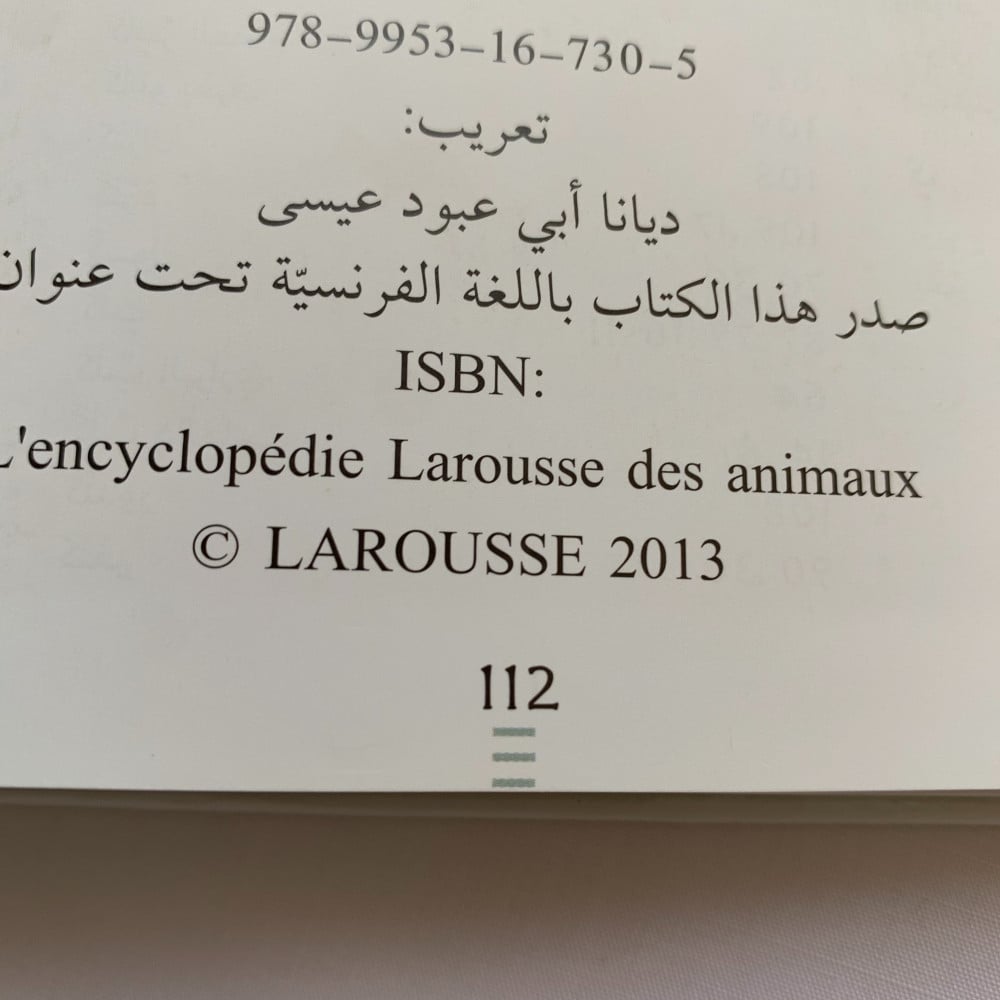 978–9953–16–730–5
تعريب:
ديانا أبي عبود عيسى
صدر هذا الكتاب باللغة الفرنسيّة تحت عنوان
ISBN:
L'encyclopédie Larousse des animaux
© LAROUSSE 2013
112